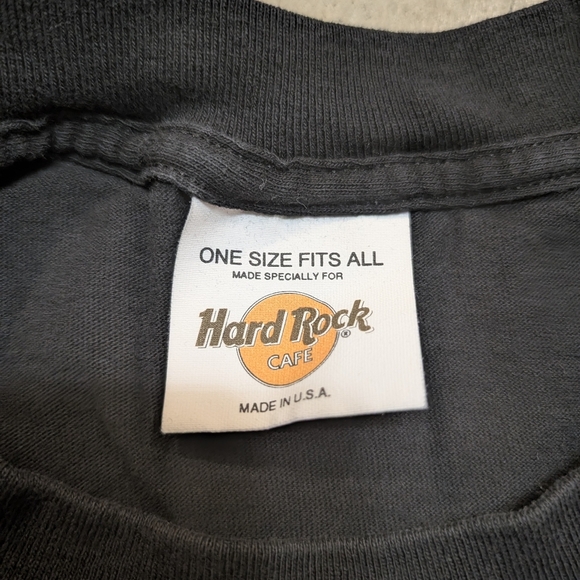 ONE SIZE FITS ALL
MADE SPECIALLY FOR
Hard Rock®
CAFE
MADE IN U.S.A.